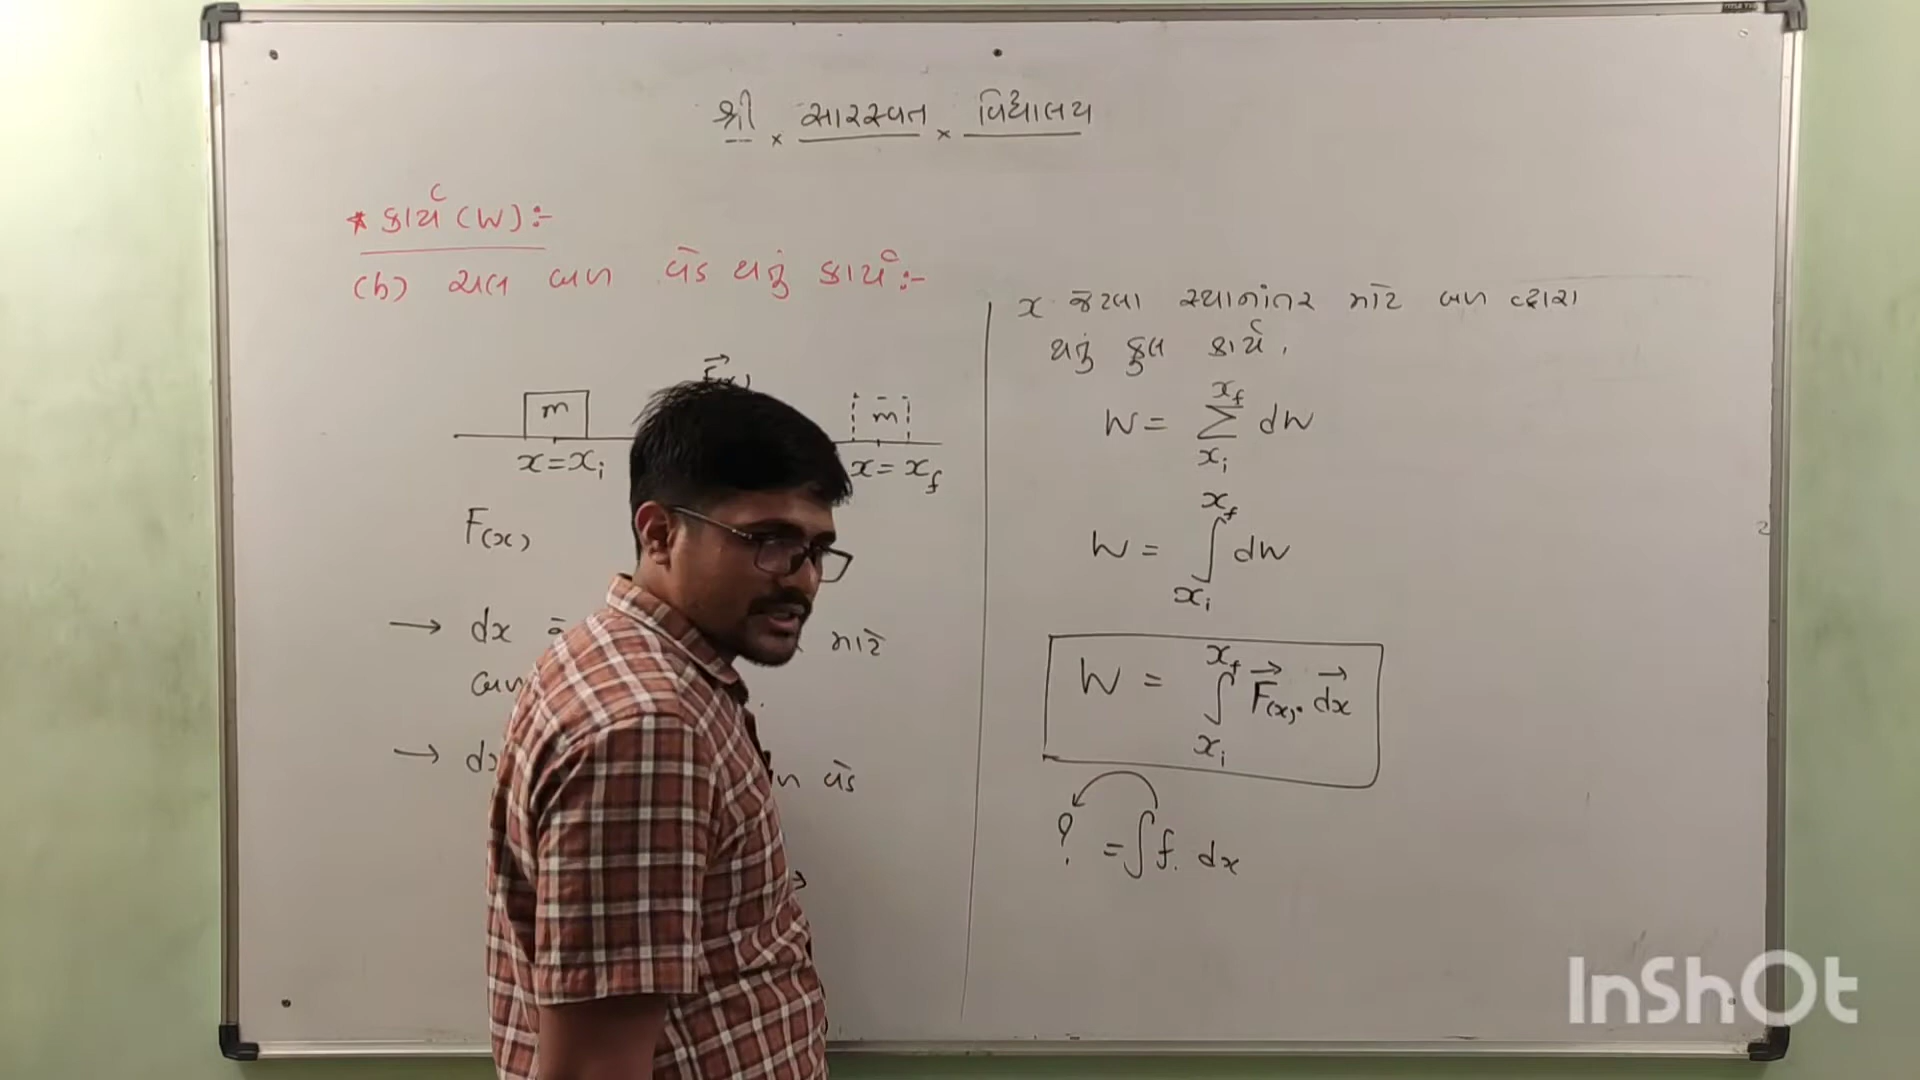 શ્રી × સારસ્વત × વિદ્યાલય
* કાર્ય (W) :-
(b) ચલ બળ વડે થતું કાર્ય :-
m
m
x = xᵢ
x = x_f
F(x)
→ dx
માટે
બળ
→
વડે
x જેટલા સ્થાનાંતર માટે બળ દ્વારા
થતું કુલ કાર્ય,
W = ∑_{xᵢ}^{x_f} dW
W = ∫_{xᵢ}^{x_f} dW
W = ∫_{xᵢ}^{x_f} F⃗(x) · dx⃗
? = ∫ f. dx
InShOt